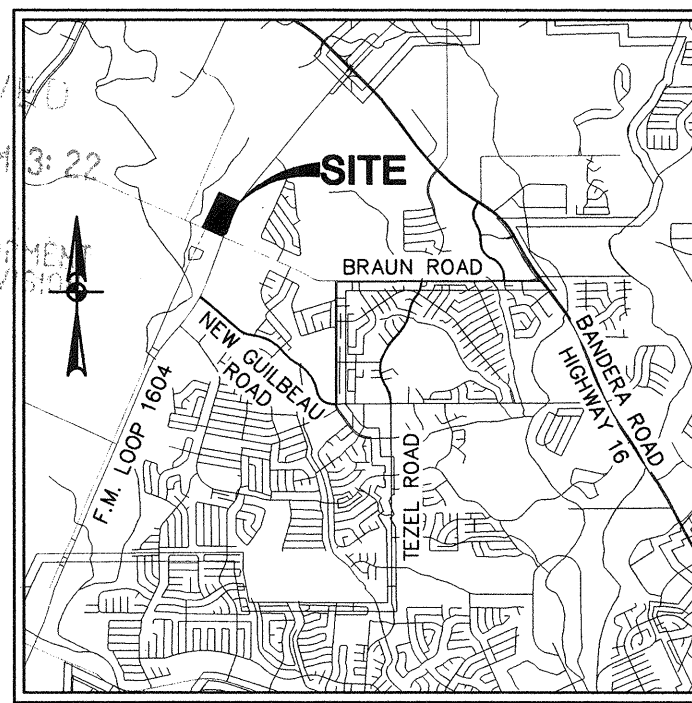 3:22
SITE
BRAUN ROAD
NEW GUILBEAU
ROAD
F.M. LOOP 1604
TEZEL ROAD
BANDERA ROAD
HIGHWAY 16